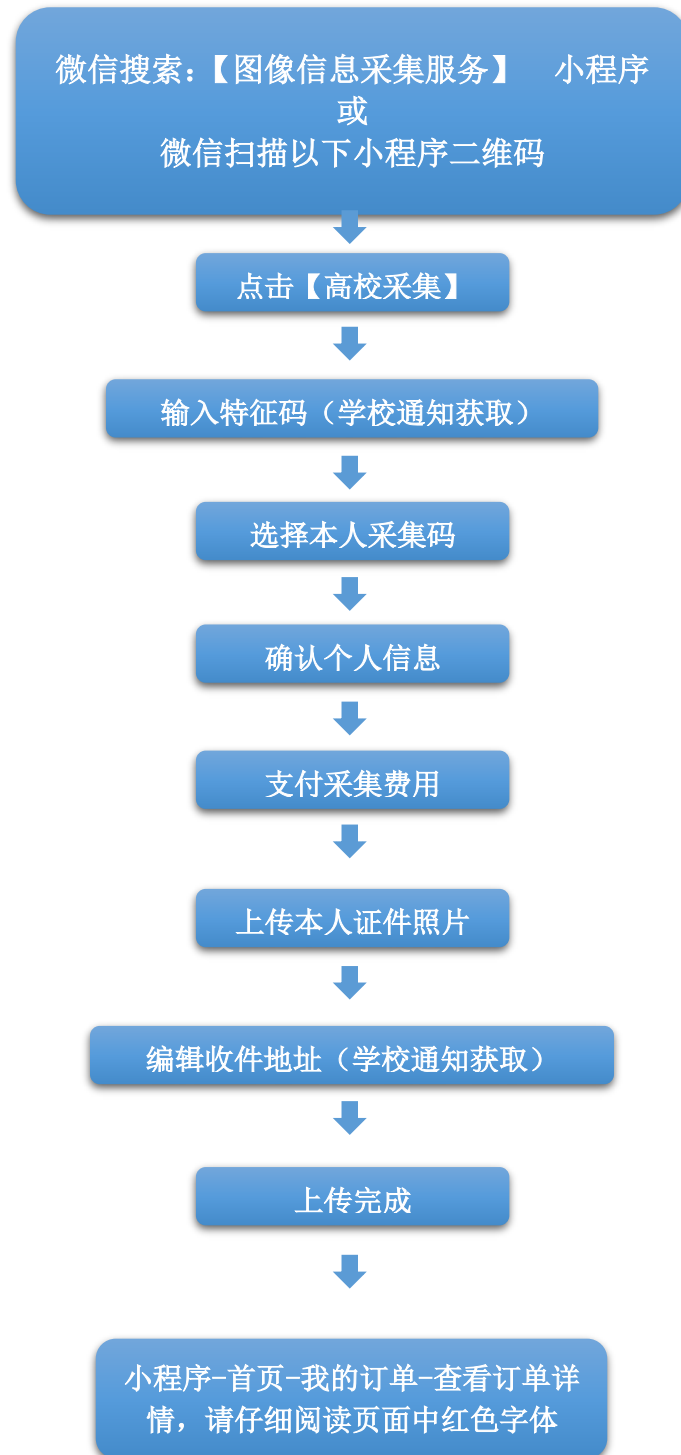 微信搜索：【图像信息采集服务】　小程序
或
微信扫描以下小程序二维码
点击【高校采集】
输入特征码（学校通知获取）
选择本人采集码
确认个人信息
支付采集费用
上传本人证件照片
编辑收件地址（学校通知获取）
上传完成
小程序-首页-我的订单-查看订单详
情，请仔细阅读页面中红色字体